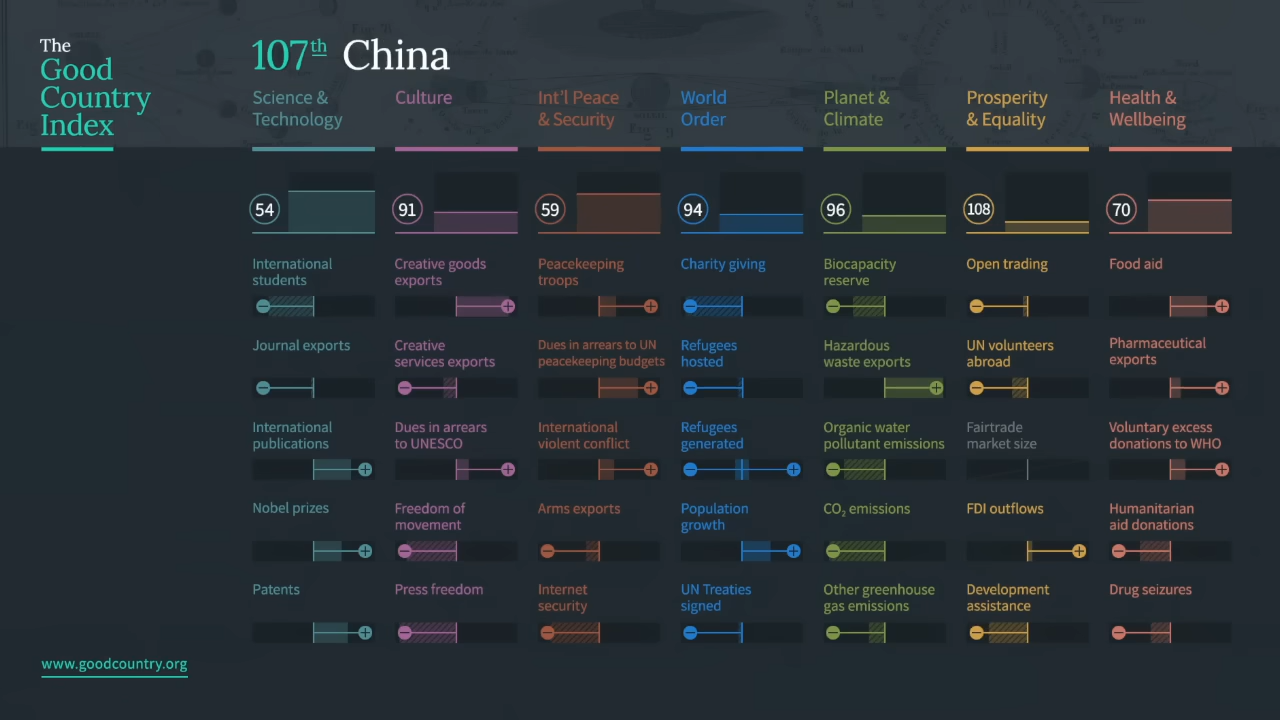 The
Good
Country
Index
107th China
Science &
Technology
Culture
Int'l Peace
& Security
World
Order
Planet &
Climate
Prosperity
& Equality
Health &
Wellbeing
54
91
59
94
96
108
70
International
students
Creative goods
exports
Peacekeeping
troops
Charity giving
Biocapacity
reserve
Open trading
Food aid
Journal exports
Creative
services exports
Dues in arrears to UN
peacekeeping budgets
Refugees
hosted
Hazardous
waste exports
UN volunteers
abroad
Pharmaceutical
exports
International
publications
Dues in arrears
to UNESCO
International
violent conflict
Refugees
generated
Organic water
pollutant emissions
Fairtrade
market size
Voluntary excess
donations to WHO
Nobel prizes
Freedom of
movement
Arms exports
Population
growth
CO₂ emissions
FDI outflows
Humanitarian
aid donations
Patents
Press freedom
Internet
security
UN Treaties
signed
Other greenhouse
gas emissions
Development
assistance
Drug seizures
www.goodcountry.org